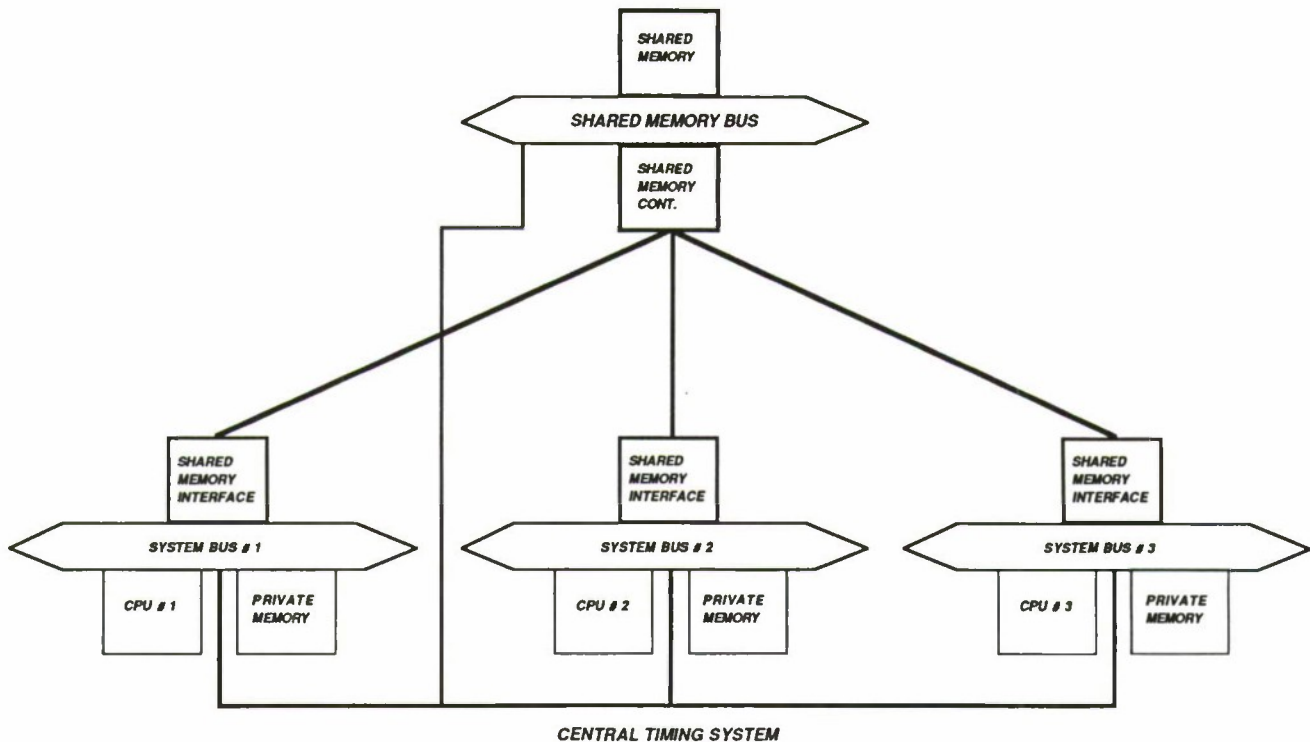 SHARED
MEMORY
SHARED MEMORY BUS
SHARED
MEMORY
CONT.
SHARED
MEMORY
INTERFACE
SHARED
MEMORY
INTERFACE
SHARED
MEMORY
INTERFACE
SYSTEM BUS # 1
SYSTEM BUS # 2
SYSTEM BUS # 3
CPU # 1
PRIVATE
MEMORY
CPU # 2
PRIVATE
MEMORY
CPU # 3
PRIVATE
MEMORY
CENTRAL TIMING SYSTEM